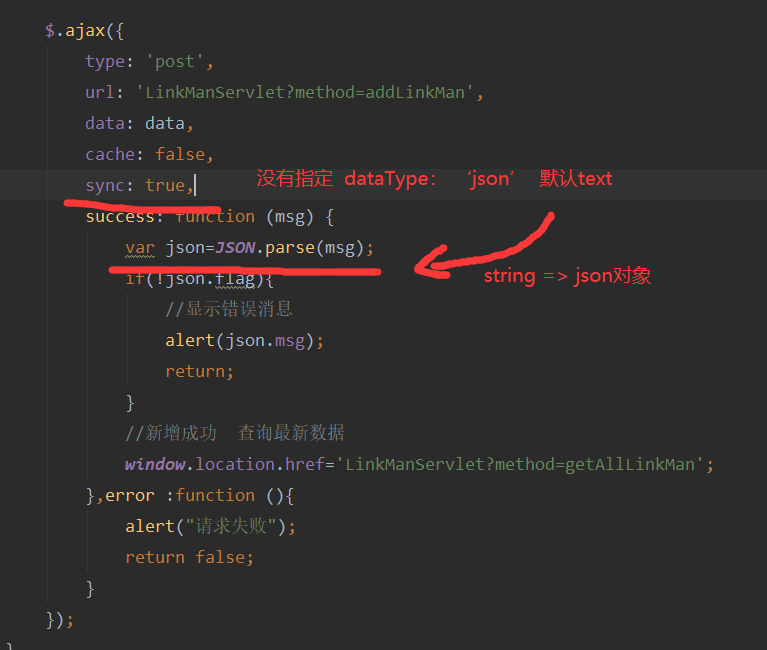 $.ajax({
type: 'post',
url: 'LinkManServlet?method=addLinkMan',
data: data,
cache: false,
sync: true, 没有指定 dataType： ‘json’ 默认text
success: function (msg) {
var json=JSON.parse(msg);
if(!json.flag){ string => json对象
//显示错误消息
alert(json.msg);
return;
}
//新增成功 查询最新数据
window.location.href='LinkManServlet?method=getAllLinkMan';
},error :function (){
alert("请求失败");
return false;
}
});
}